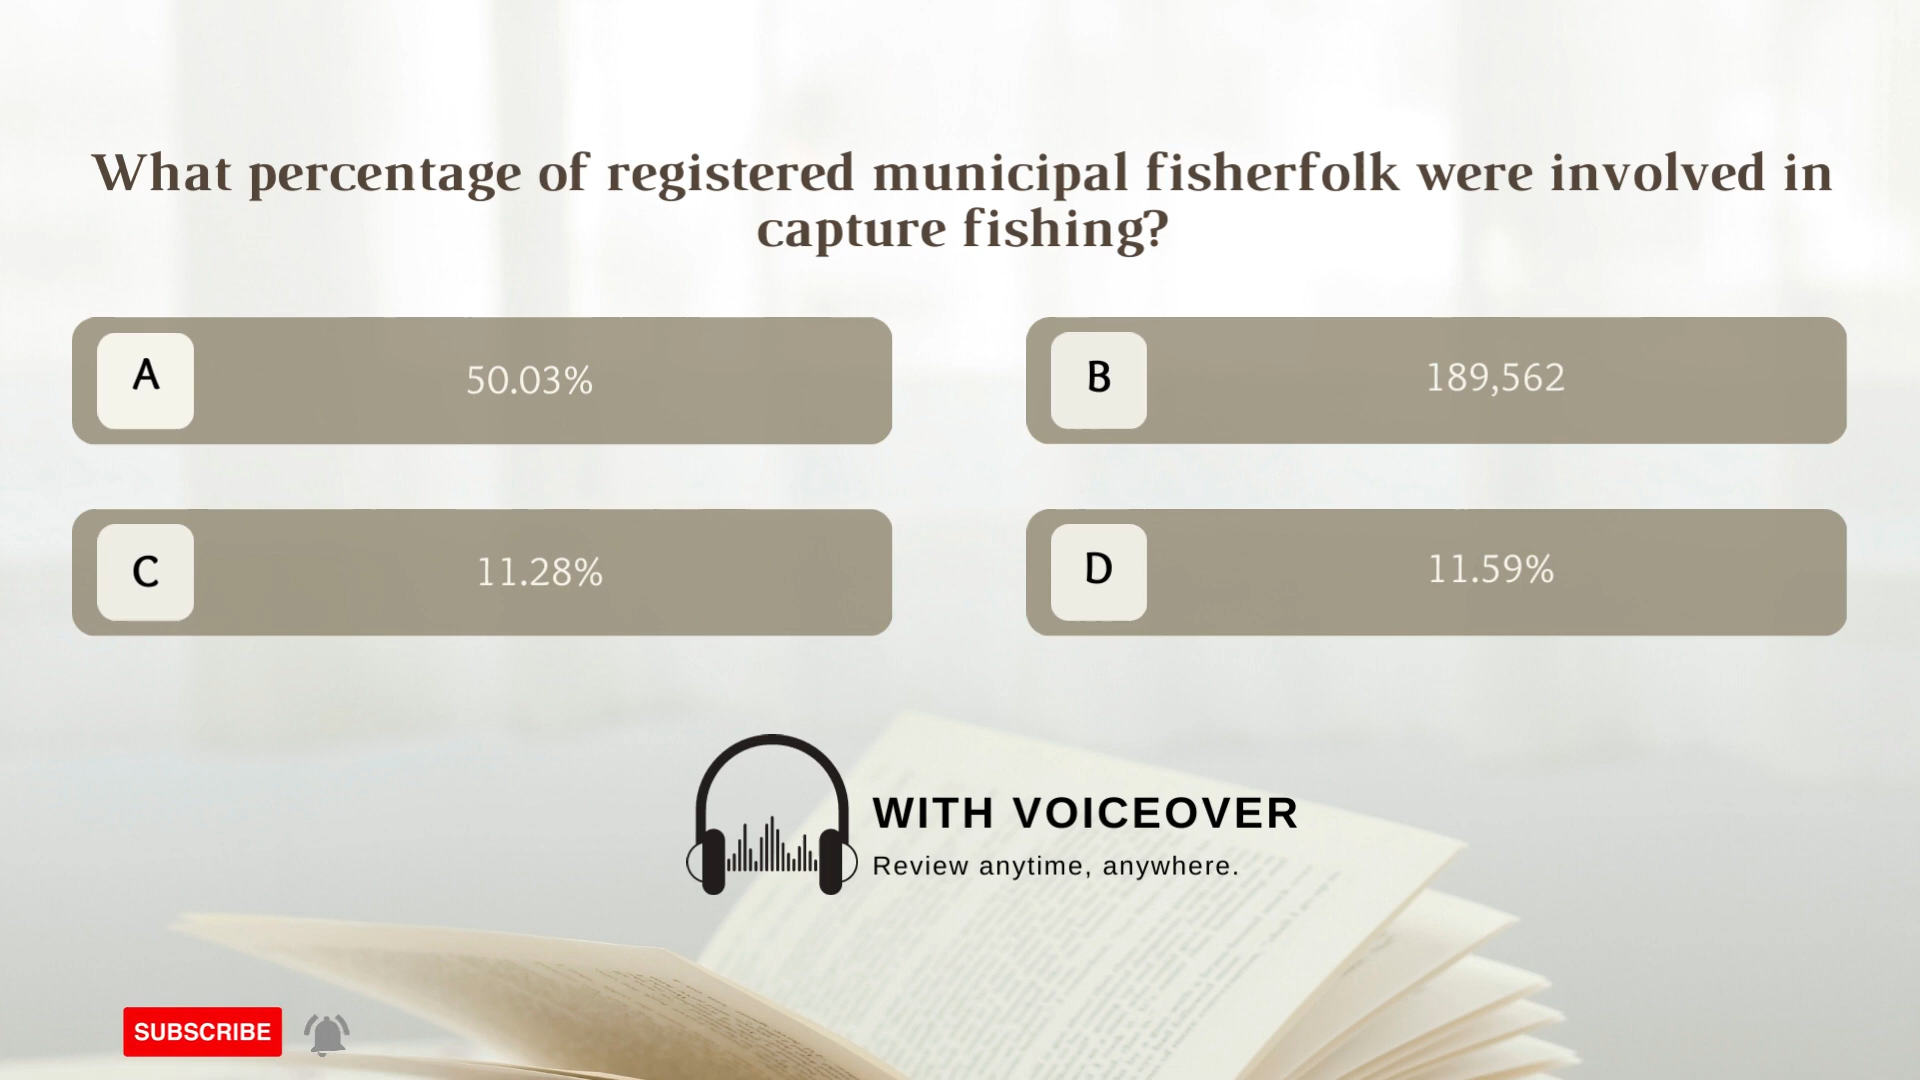 What percentage of registered municipal fisherfolk were involved in
capture fishing?
A
50.03%
B
189,562
C
11.28%
D
11.59%
WITH VOICEOVER
Review anytime, anywhere.
SUBSCRIBE